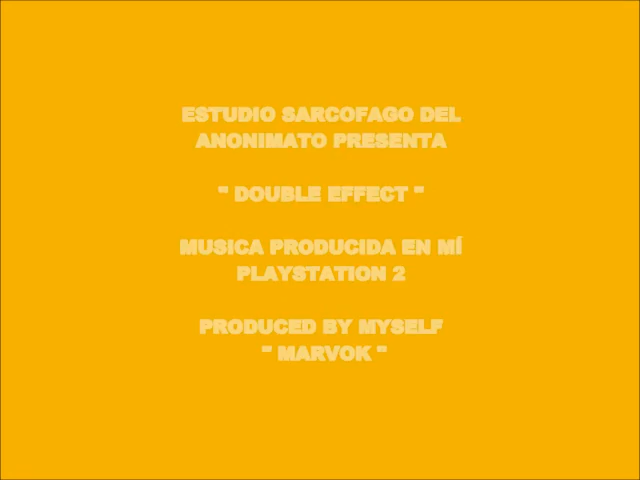 ESTUDIO SARCOFAGO DEL
ANONIMATO PRESENTA
" DOUBLE EFFECT "
MUSICA PRODUCIDA EN MÍ
PLAYSTATION 2
PRODUCED BY MYSELF
" MARVOK "